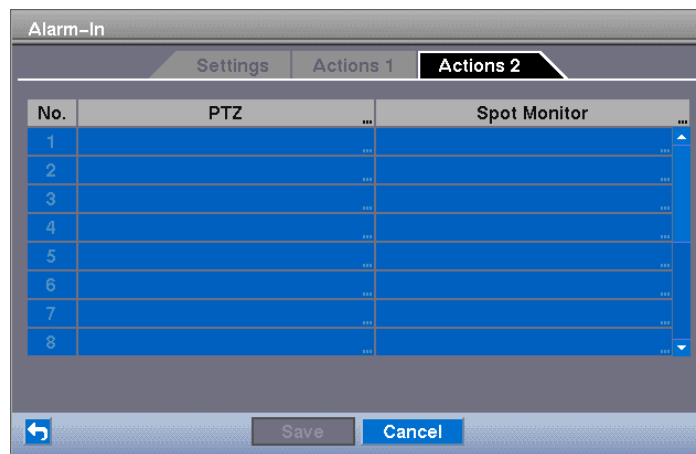 Alarm–In
Settings Actions 1 Actions 2
No. PTZ ... Spot Monitor ...
1 ... ...
2 ... ...
3 ... ...
4 ... ...
5 ... ...
6 ... ...
7 ... ...
8 ... ...
Save Cancel